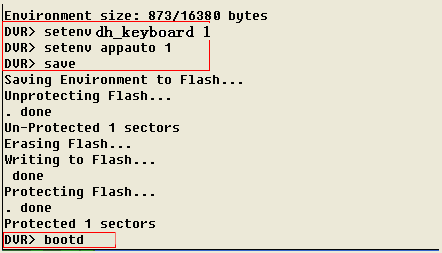 Environment size: 873/16380 bytes
DVR> setenv dh_keyboard 1
DVR> setenv appauto 1
DVR> save
Saving Environment to Flash...
Unprotecting Flash...
. done
Un-Protected 1 sectors
Erasing Flash...
Writing to Flash...
 done
Protecting Flash...
. done
Protected 1 sectors
DVR> bootd